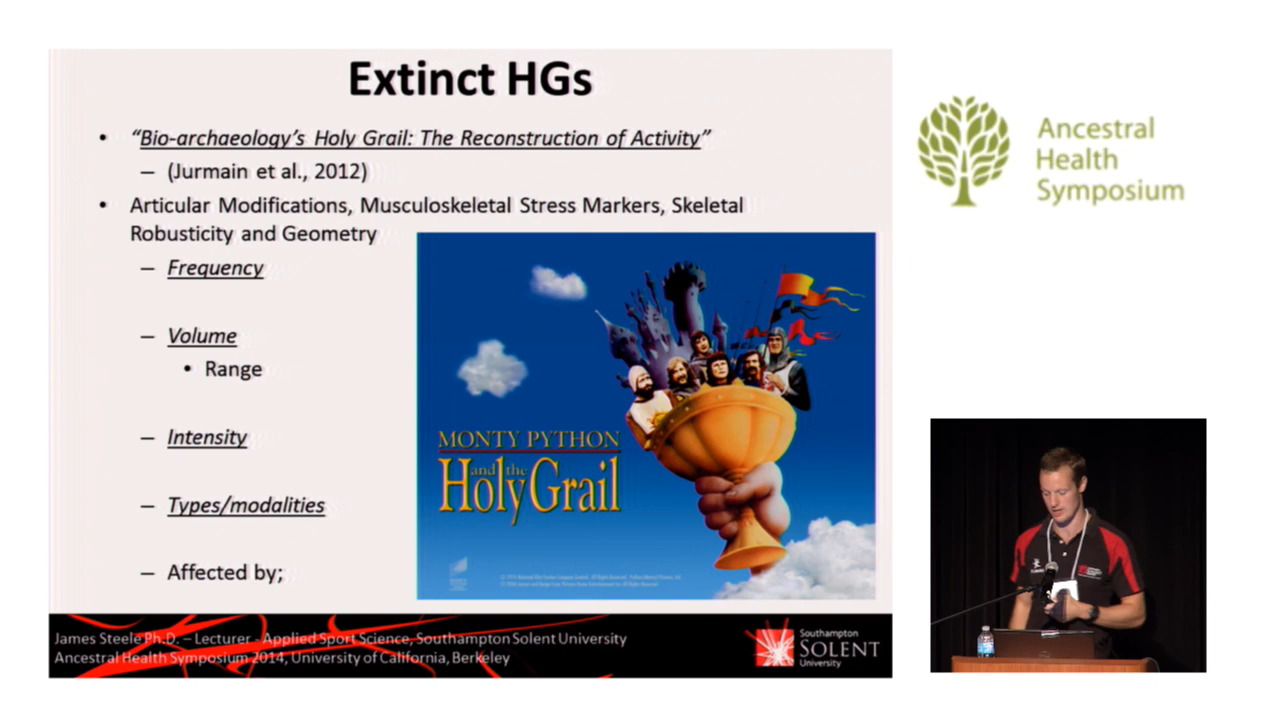 Extinct HGs
• “Bio-archaeology’s Holy Grail: The Reconstruction of Activity”
– (Jurmain et al., 2012)
• Articular Modifications, Musculoskeletal Stress Markers, Skeletal
Robusticity and Geometry
– Frequency
– Volume
• Range
– Intensity
– Types/modalities
– Affected by;
MONTY PYTHON
and the
Holy Grail
James Steele Ph.D. – Lecturer - Applied Sport Science, Southampton Solent University
Ancestral Health Symposium 2014, University of California, Berkeley
Southampton
SOLENT
University
Ancestral
Health
Symposium